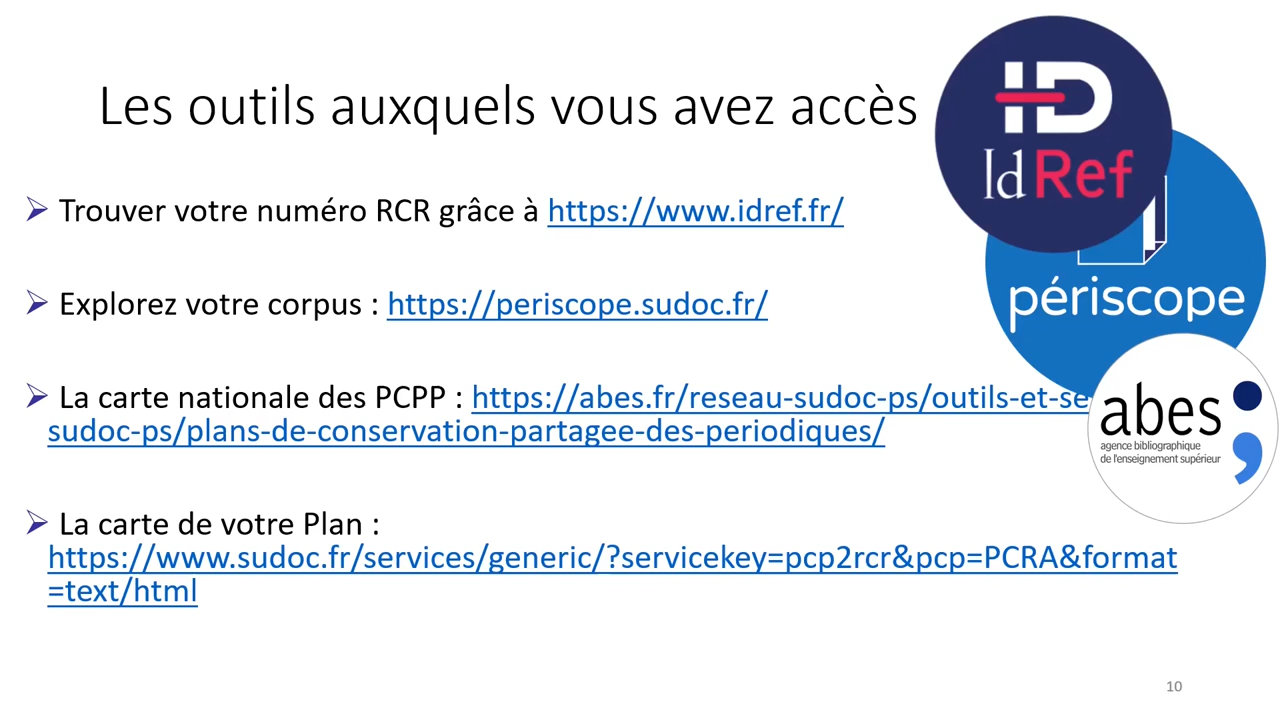 Les outils auxquels vous avez accès
ID
IdRef
➢ Trouver votre numéro RCR grâce à https://www.idref.fr/
périscope
➢ Explorez votre corpus : https://periscope.sudoc.fr/
➢ La carte nationale des PCPP : https://abes.fr/reseau-sudoc-ps/outils-et-se
sudoc-ps/plans-de-conservation-partagee-des-periodiques/
abes
agence bibliographique
de l'enseignement supérieur
➢ La carte de votre Plan :
https://www.sudoc.fr/services/generic/?servicekey=pcp2rcr&pcp=PCRA&format
=text/html
10